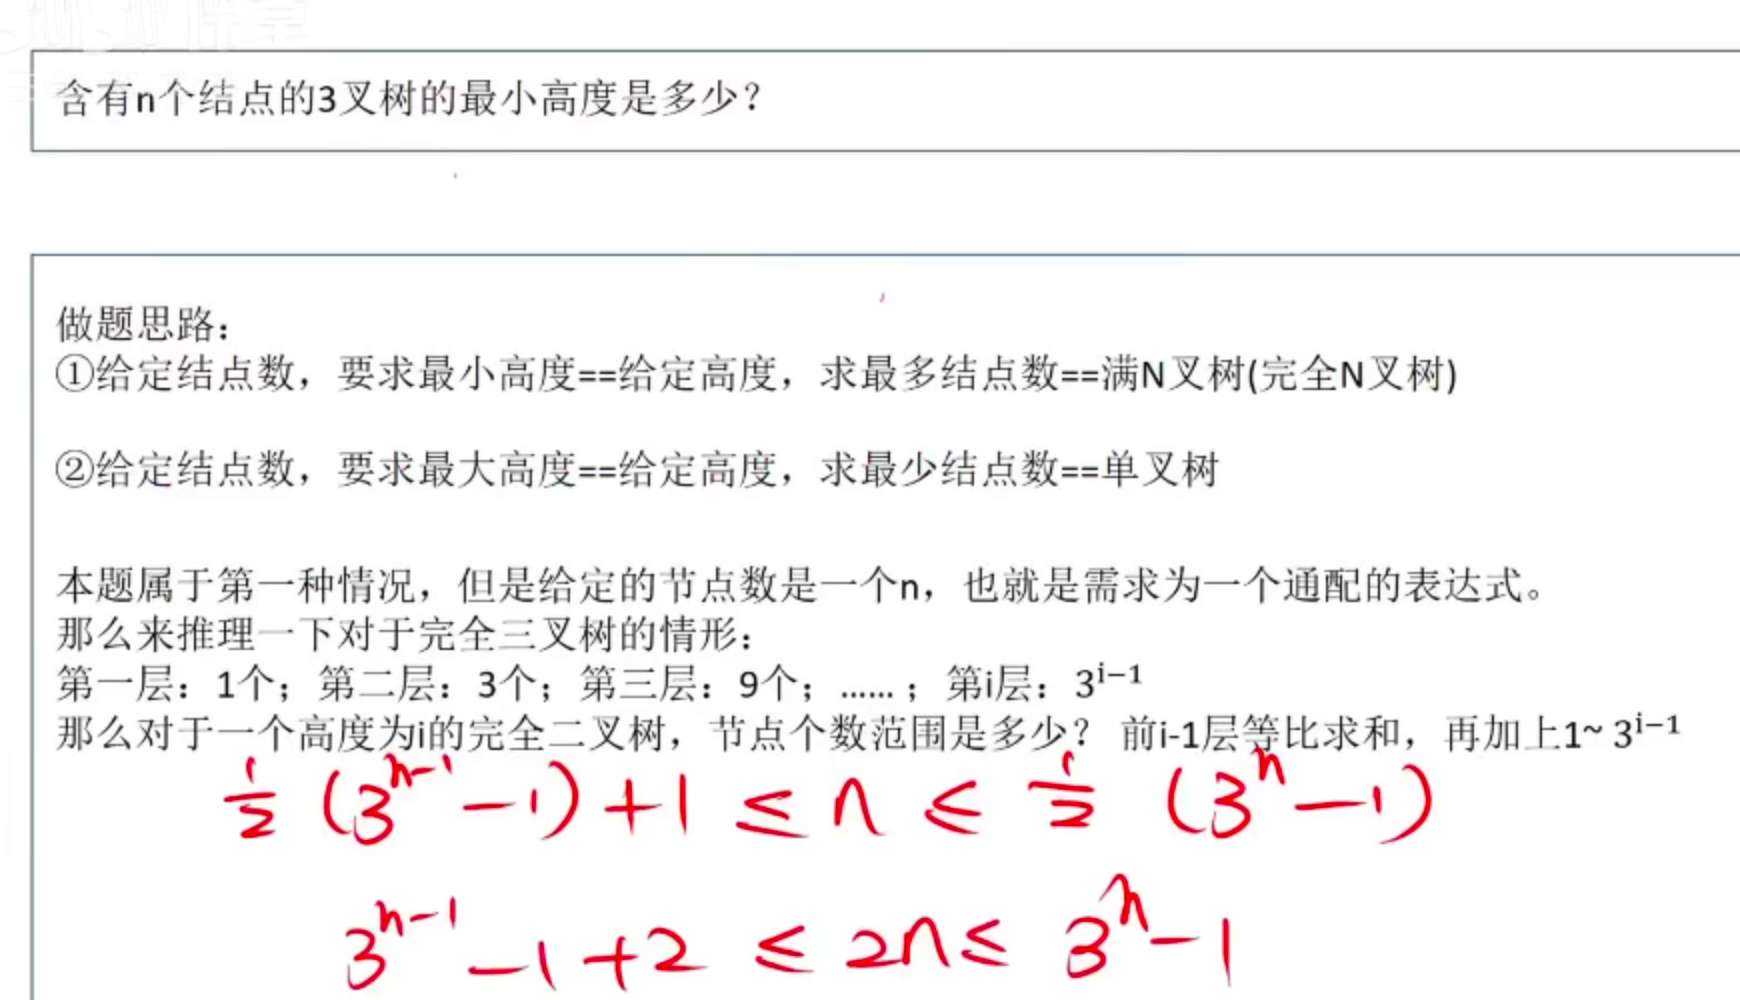 含有n个结点的3叉树的最小高度是多少？
做题思路：
①给定结点数，要求最小高度==给定高度，求最多结点数==满N叉树(完全N叉树)
②给定结点数，要求最大高度==给定高度，求最少结点数==单叉树
本题属于第一种情况，但是给定的节点数是一个n，也就是需求为一个通配的表达式。
那么来推理一下对于完全三叉树的情形：
第一层：1个；第二层：3个；第三层：9个；......；第i层：3^{i−1}
那么对于一个高度为i的完全二叉树，节点个数范围是多少？ 前i-1层等比求和，再加上1~ 3^{i−1}
1/2 (3^{h-1} - 1) + 1 ≤ n ≤ 1/2 (3^h - 1)
3^{h-1} - 1 + 2 ≤ 2n ≤ 3^h - 1